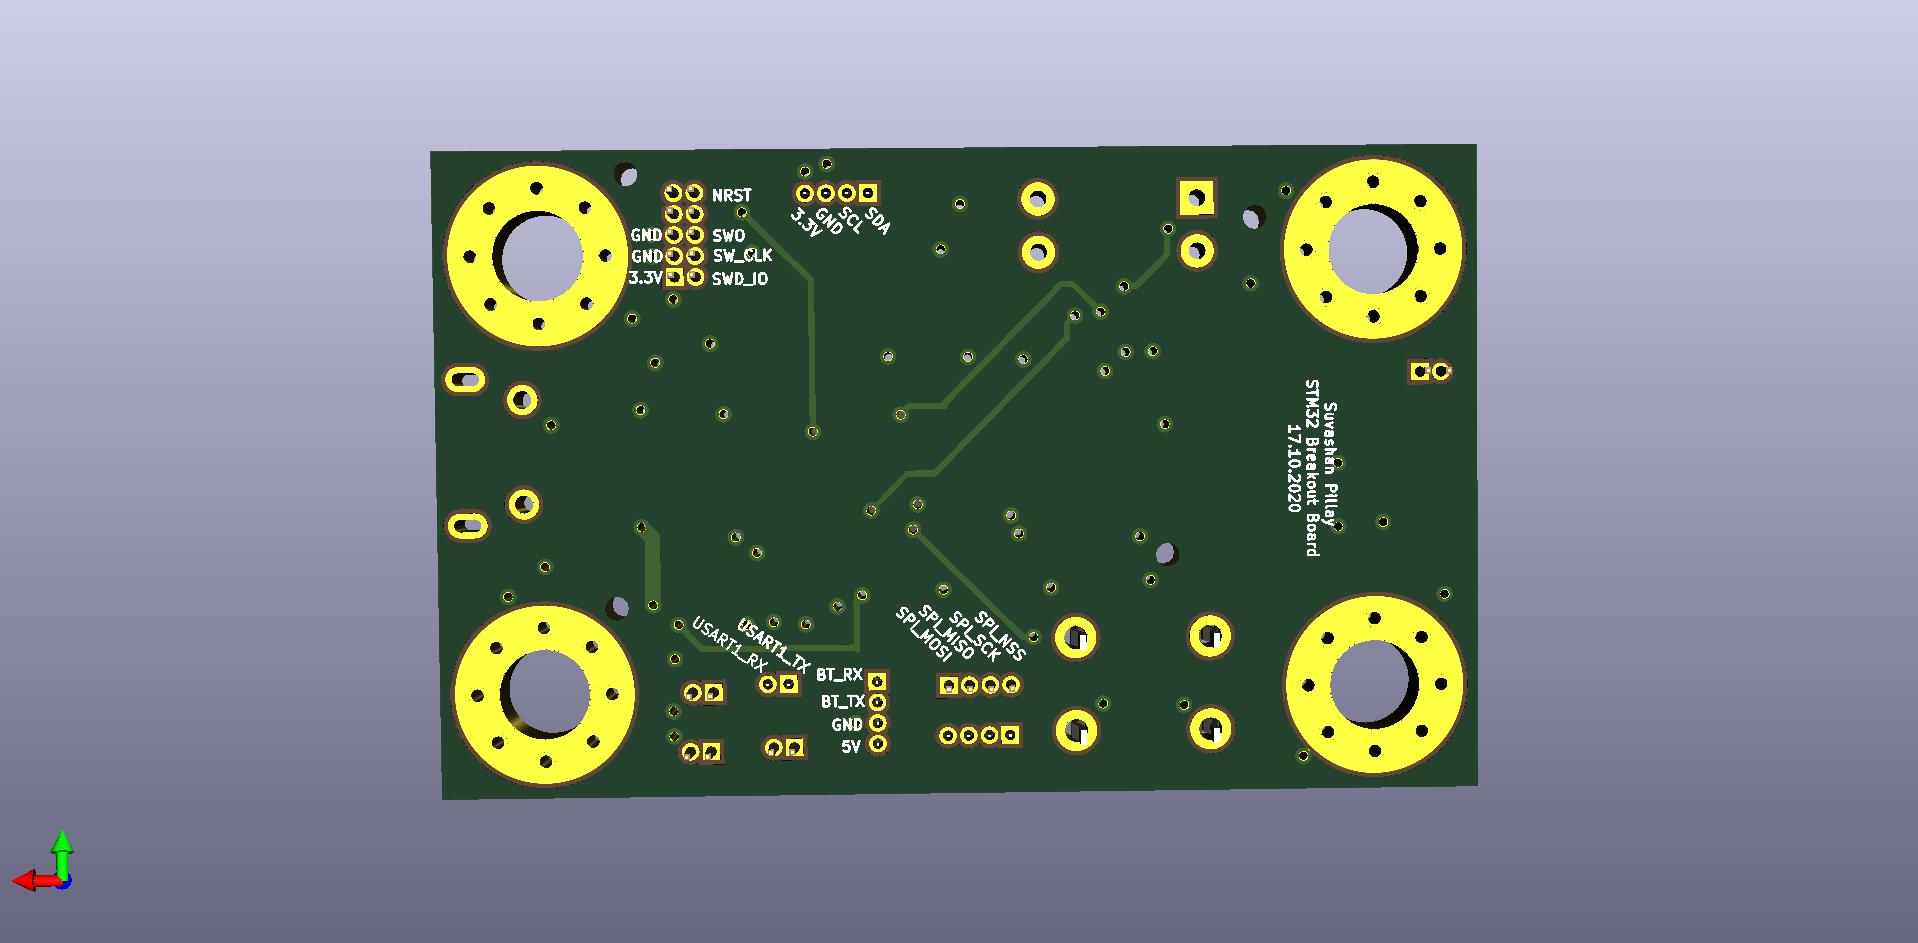 NRST
GND SWO
GND SW_CLK
3.3V SWD_IO
3.3V
GND
SCL
SDA
Suvashan Pillay
STM32 Breakout Board
17.10.2020
USART1_RX
USART1_TX
BT_RX
BT_TX
GND
5V
SPI_MOSI
SPI_MISO
SPI_SCK
SPI_NSS